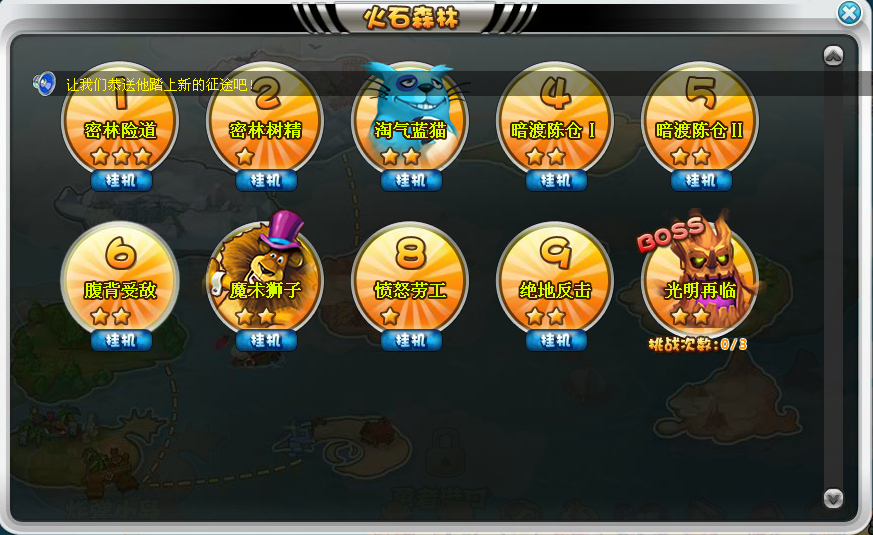 火石森林
让我们恭送他踏上新的征途吧！
1
密林险道
挂机
2
密林树精
挂机
淘气蓝猫
挂机
4
暗渡陈仓Ⅰ
挂机
5
暗渡陈仓Ⅱ
挂机
6
腹背受敌
挂机
魔术狮子
挂机
8
愤怒劳工
挂机
9
绝地反击
挂机
BOSS
光明再临
挑战次数:0/3